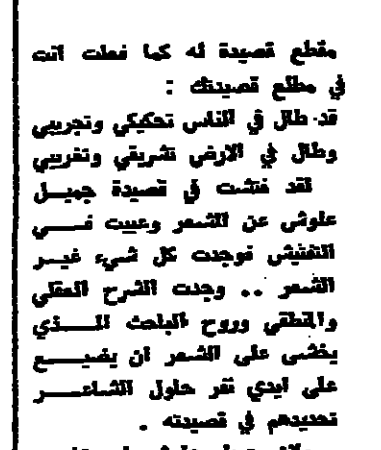 مقطع قصيدة له كما فعلت انت
في مطلع قصيدتك :
قد طال في الناس تحكيكي وتجريبي
وطال في الارض تشريقي وتغريبي
لقد فتشت في قصيدة جميل
علوش عن الشعر وعييت في
التفتيش فوجدت كل شيء غير
الشعر .. وجدت الشرح العقلي
والمنطقي وروح الباحث الذي
يخشى على الشعر ان يضيع
على ايدي نفر حاول الشاعر
تحديدهم في قصيدته .